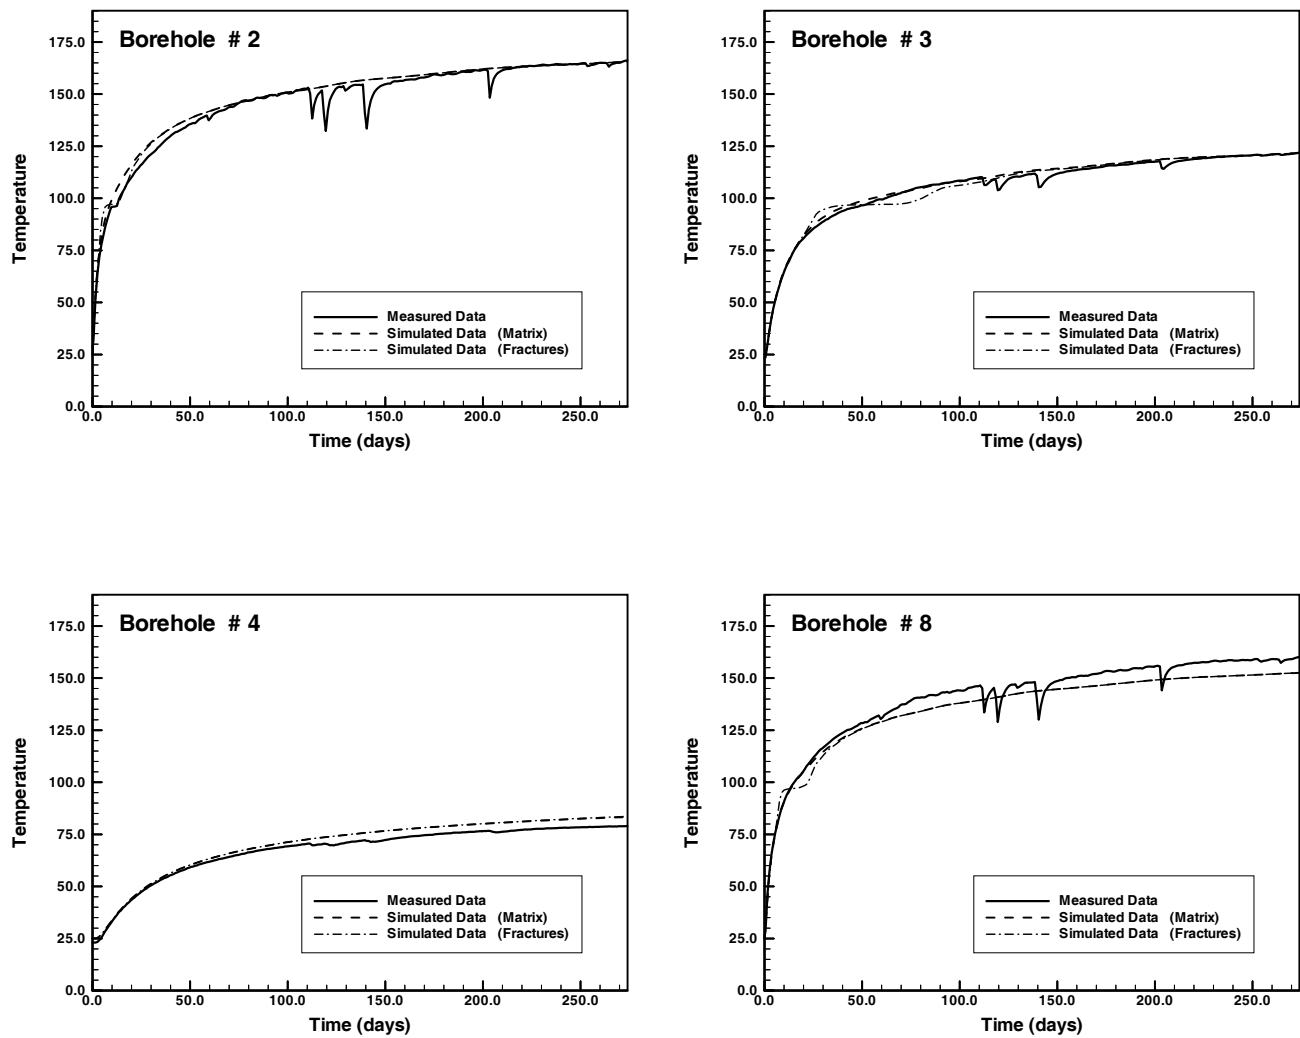 Borehole # 2
Temperature
175.0
150.0
125.0
100.0
75.0
50.0
25.0
0.0
Measured Data
Simulated Data (Matrix)
Simulated Data (Fractures)
0.0 50.0 100.0 150.0 200.0 250.0
Time (days)
Borehole # 3
Temperature
175.0
150.0
125.0
100.0
75.0
50.0
25.0
0.0
Measured Data
Simulated Data (Matrix)
Simulated Data (Fractures)
0.0 50.0 100.0 150.0 200.0 250.0
Time (days)
Borehole # 4
Temperature
175.0
150.0
125.0
100.0
75.0
50.0
25.0
0.0
Measured Data
Simulated Data (Matrix)
Simulated Data (Fractures)
0.0 50.0 100.0 150.0 200.0 250.0
Time (days)
Borehole # 8
Temperature
175.0
150.0
125.0
100.0
75.0
50.0
25.0
0.0
Measured Data
Simulated Data (Matrix)
Simulated Data (Fractures)
0.0 50.0 100.0 150.0 200.0 250.0
Time (days)